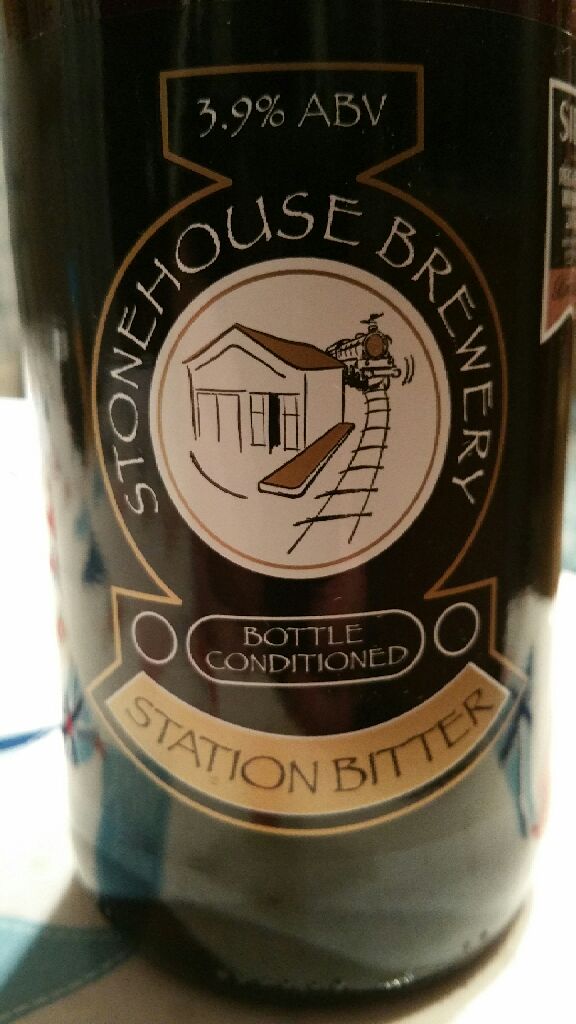 3.9% ABV
STONEHOUSE BREWERY
BOTTLE
CONDITIONED
STATION BITTER